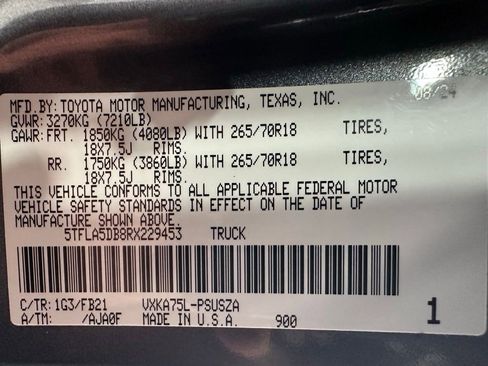 MFD.BY: TOYOTA MOTOR MANUFACTURING, TEXAS, INC. 08/24
GVWR: 3270KG (7210LB)
GAWR: FRT. 1850KG (4080LB) WITH 265/70R18 TIRES,
18X7.5J RIMS.
RR. 1750KG (3860LB) WITH 265/70R18 TIRES,
18X7.5J RIMS.
THIS VEHICLE CONFORMS TO ALL APPLICABLE FEDERAL MOTOR
VEHICLE SAFETY STANDARDS IN EFFECT ON THE DATE OF
MANUFACTURE SHOWN ABOVE.
5TFLA5DB8RX229453 TRUCK
C/TR: 1G3/FB21 VXKA75L-PSUSZA
A/TM: /AJA0F MADE IN U.S.A. 900 1